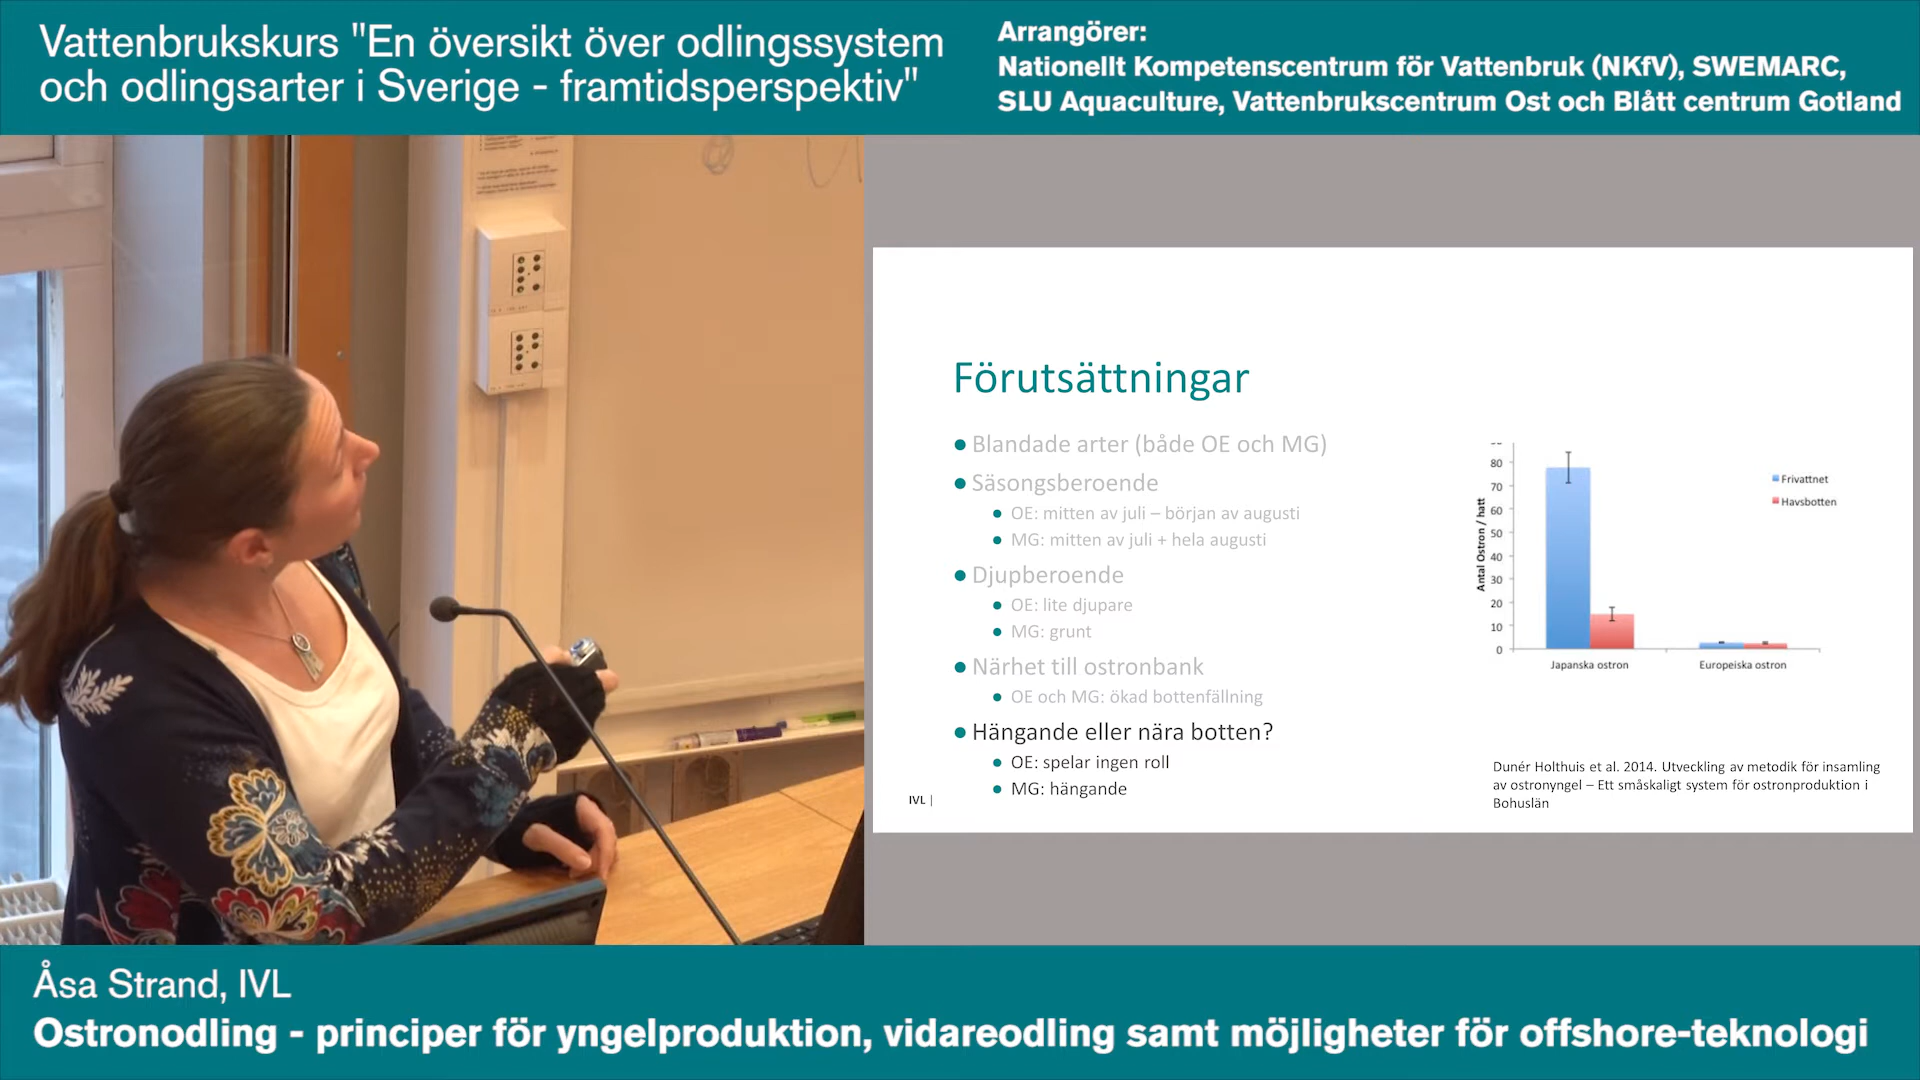 Vattenbrukskurs "En översikt över odlingssystem
och odlingsarter i Sverige - framtidsperspektiv"
Arrangörer:
Nationellt Kompetenscentrum för Vattenbruk (NKfV), SWEMARC,
SLU Aquaculture, Vattenbrukscentrum Ost och Blått centrum Gotland
Förutsättningar
● Blandade arter (både OE och MG)
● Säsongsberoende
● OE: mitten av juli – början av augusti
● MG: mitten av juli + hela augusti
● Djupberoende
● OE: lite djupare
● MG: grunt
● Närhet till ostronbank
● OE och MG: ökad bottenfällning
● Hängande eller nära botten?
● OE: spelar ingen roll
● MG: hängande
IVL |
Antal Ostron / hatt
80
70
60
50
40
30
20
10
0
Japanska ostron
Europeiska ostron
Frivattnet
Havsbotten
Dunér Holthuis et al. 2014. Utveckling av metodik för insamling
av ostronyngel – Ett småskaligt system för ostronproduktion i
Bohuslän
Åsa Strand, IVL
Ostronodling - principer för yngelproduktion, vidareodling samt möjligheter för offshore-teknologi